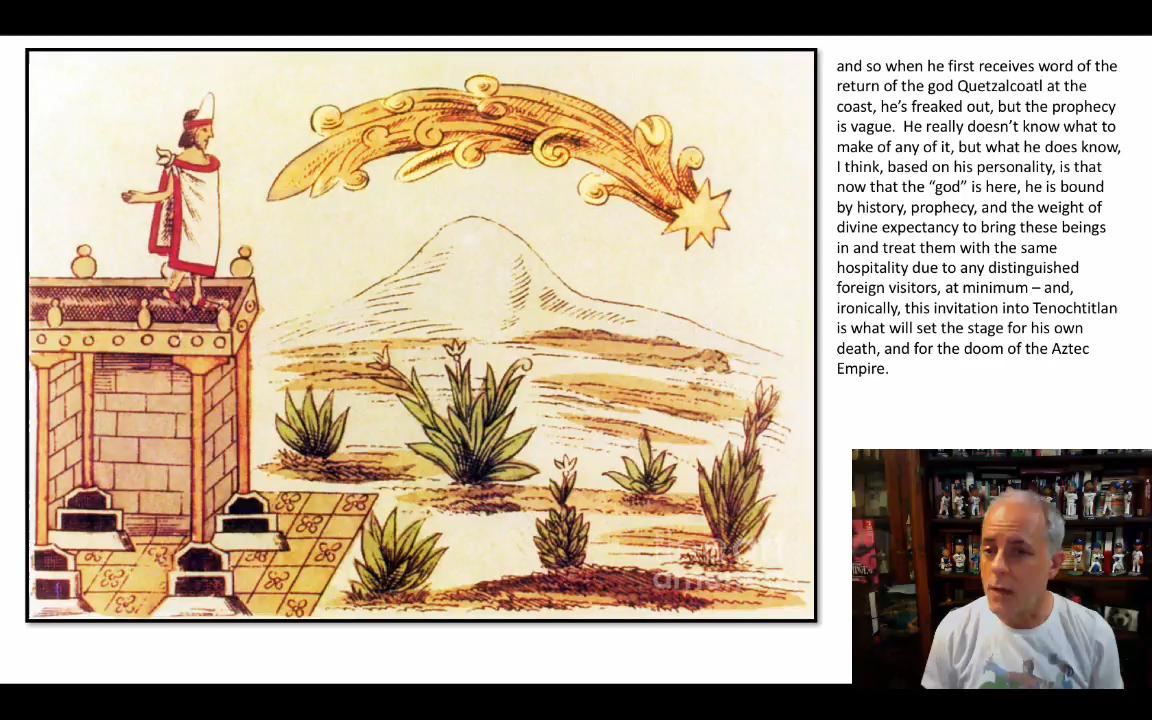 and so when he first receives word of the
return of the god Quetzalcoatl at the
coast, he’s freaked out, but the prophecy
is vague.  He really doesn’t know what to
make of any of it, but what he does know,
I think, based on his personality, is that
now that the “god” is here, he is bound
by history, prophecy, and the weight of
divine expectancy to bring these beings
in and treat them with the same
hospitality due to any distinguished
foreign visitors, at minimum – and,
ironically, this invitation into Tenochtitlan
is what will set the stage for his own
death, and for the doom of the Aztec
Empire.